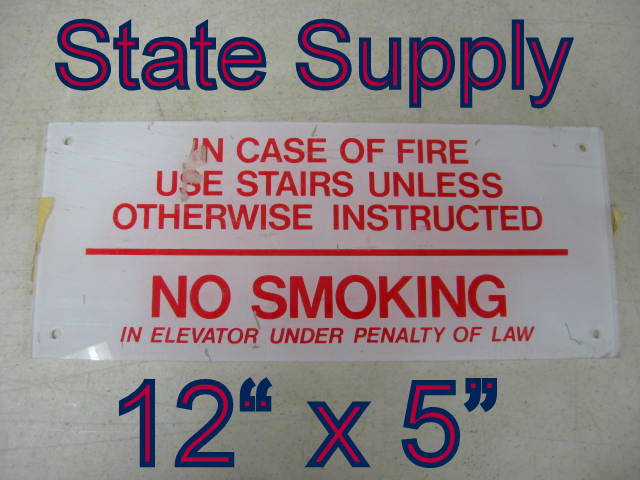 State Supply
IN CASE OF FIRE
USE STAIRS UNLESS
OTHERWISE INSTRUCTED
NO SMOKING
IN ELEVATOR UNDER PENALTY OF LAW
12“ x 5”